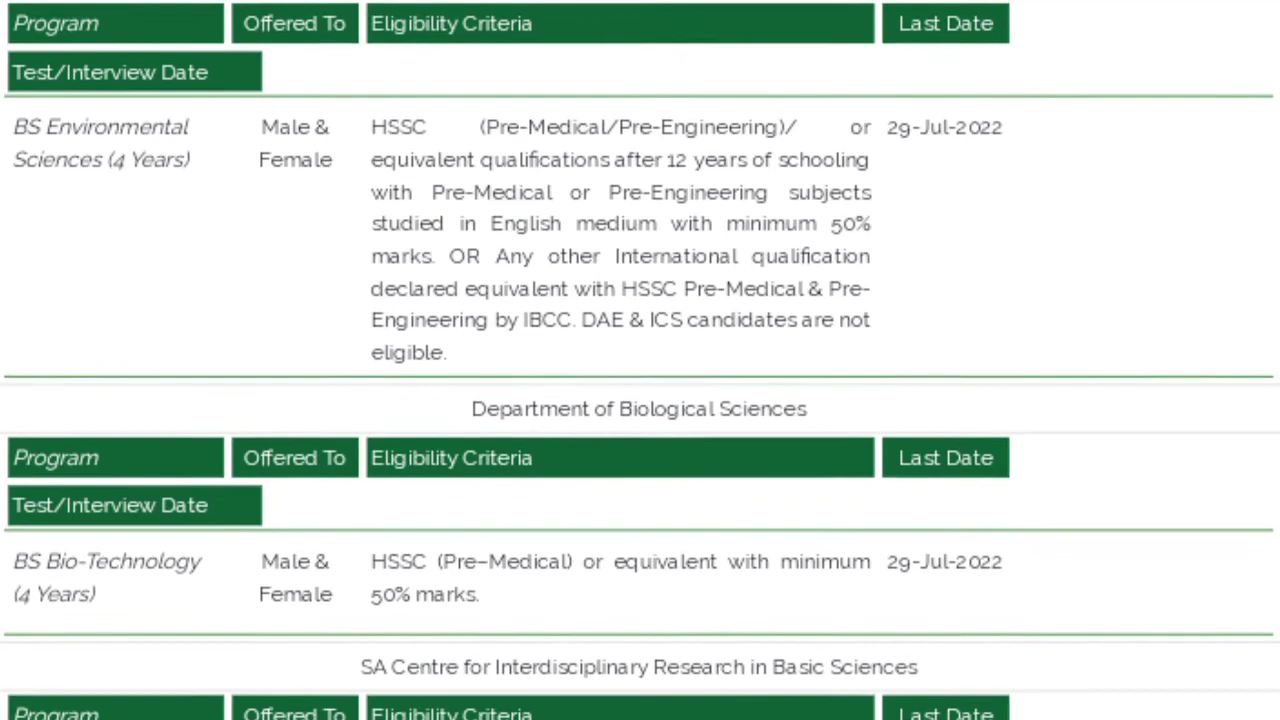 Program Offered To Eligibility Criteria Last Date
Test/Interview Date
BS Environmental Male & HSSC (Pre-Medical/Pre-Engineering)/ or 29-Jul-2022
Sciences (4 Years) Female equivalent qualifications after 12 years of schooling
with Pre-Medical or Pre-Engineering subjects
studied in English medium with minimum 50%
marks. OR Any other International qualification
declared equivalent with HSSC Pre-Medical & Pre-
Engineering by IBCC. DAE & ICS candidates are not
eligible.
Department of Biological Sciences
Program Offered To Eligibility Criteria Last Date
Test/Interview Date
BS Bio-Technology Male & HSSC (Pre–Medical) or equivalent with minimum 29-Jul-2022
(4 Years) Female 50% marks.
SA Centre for Interdisciplinary Research in Basic Sciences
Program Offered To Eligibility Criteria Last Date